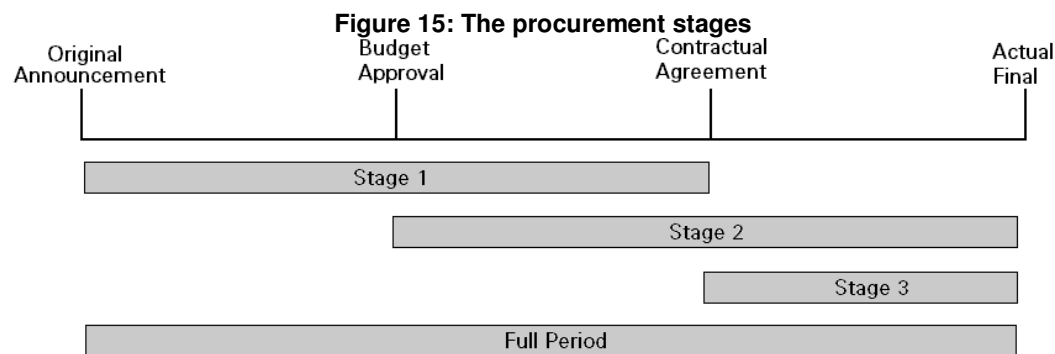 Figure 15: The procurement stages
Original
Announcement
Budget
Approval
Contractual
Agreement
Actual
Final
Stage 1
Stage 2
Stage 3
Full Period